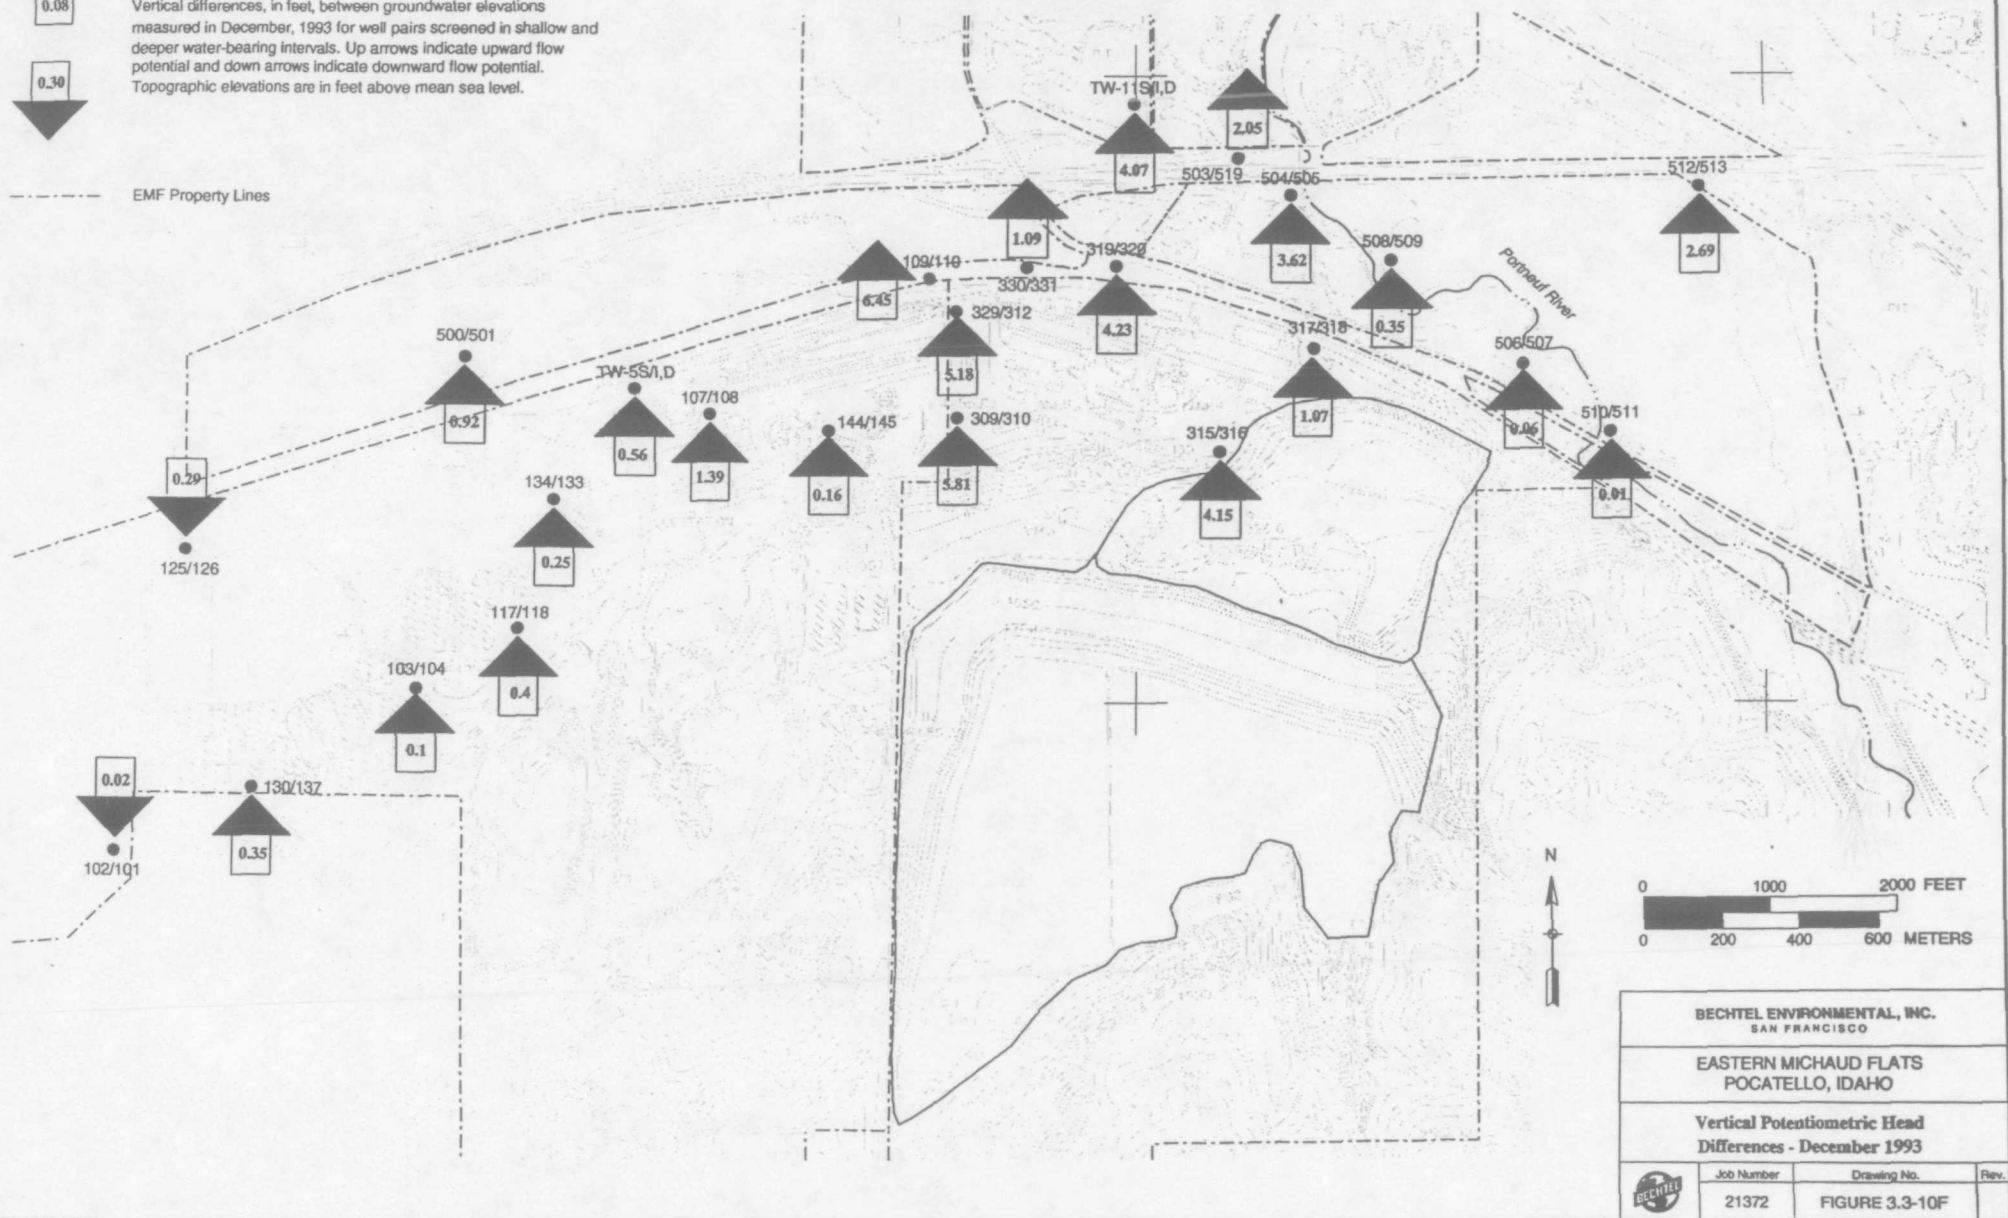 0.08
Vertical differences, in feet, between groundwater elevations
measured in December, 1993 for well pairs screened in shallow and
deeper water-bearing intervals. Up arrows indicate upward flow
potential and down arrows indicate downward flow potential.
Topographic elevations are in feet above mean sea level.
0.30
EMF Property Lines
TW-11S/I,D
4.07
2.05
503/519
504/505
3.62
512/513
2.69
1.09
330/331
319/320
4.23
508/509
0.35
Portneuf River
109/110
6.45
329/312
5.18
317/318
1.07
506/507
0.06
510/511
0.01
500/501
0.92
TW-5S/I,D
0.56
107/108
1.39
144/145
0.16
309/310
5.81
315/316
4.15
0.29
125/126
134/133
0.25
117/118
0.4
103/104
0.1
0.02
102/101
130/137
0.35
N
0 1000 2000 FEET
0 200 400 600 METERS
BECHTEL ENVIRONMENTAL, INC.
SAN FRANCISCO
EASTERN MICHAUD FLATS
POCATELLO, IDAHO
Vertical Potentiometric Head
Differences - December 1993
BECHTEL
Job Number
21372
Drawing No.
FIGURE 3.3-10F
Rev.